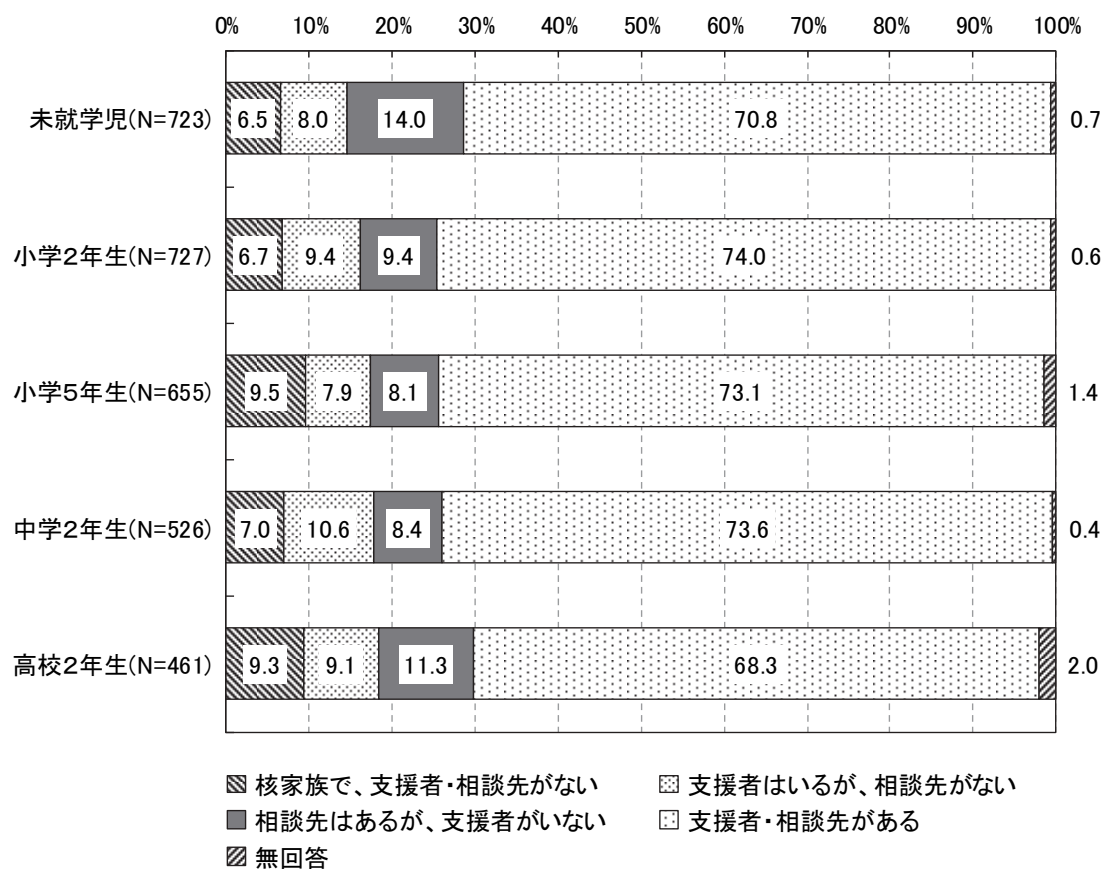 0% 10% 20% 30% 40% 50% 60% 70% 80% 90% 100%
未就学児(N=723) 6.5 8.0 14.0 70.8 0.7
小学2年生(N=727) 6.7 9.4 9.4 74.0 0.6
小学5年生(N=655) 9.5 7.9 8.1 73.1 1.4
中学2年生(N=526) 7.0 10.6 8.4 73.6 0.4
高校2年生(N=461) 9.3 9.1 11.3 68.3 2.0
核家族で、支援者・相談先がない 支援者はいるが、相談先がない
相談先はあるが、支援者がいない 支援者・相談先がある
無回答